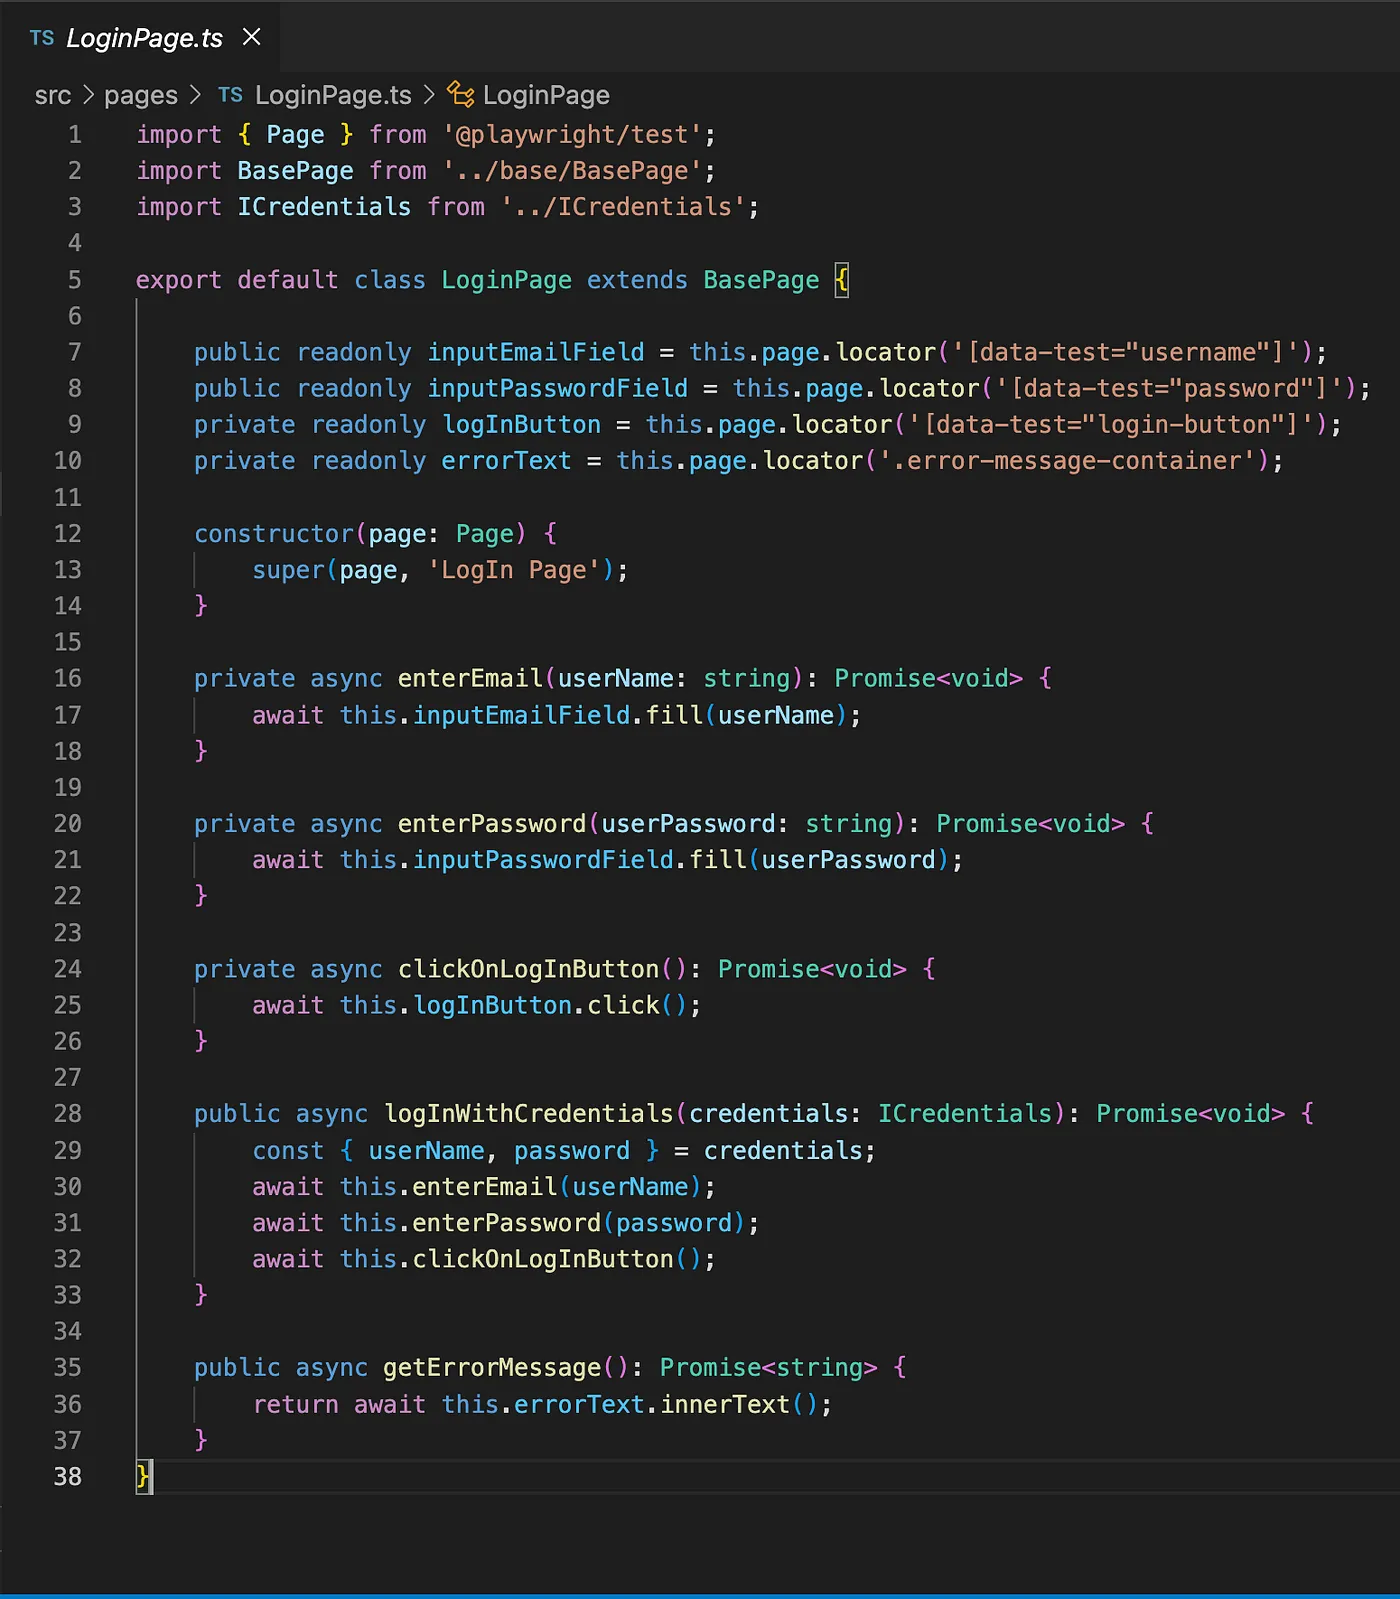 TS LoginPage.ts ×
src > pages > TS LoginPage.ts > LoginPage
1 import { Page } from '@playwright/test';
2 import BasePage from '../base/BasePage';
3 import ICredentials from '../ICredentials';
4
5 export default class LoginPage extends BasePage {
6
7     public readonly inputEmailField = this.page.locator('[data-test="username"]');
8     public readonly inputPasswordField = this.page.locator('[data-test="password"]');
9     private readonly logInButton = this.page.locator('[data-test="login-button"]');
10     private readonly errorText = this.page.locator('.error-message-container');
11
12     constructor(page: Page) {
13         super(page, 'LogIn Page');
14     }
15
16     private async enterEmail(userName: string): Promise<void> {
17         await this.inputEmailField.fill(userName);
18     }
19
20     private async enterPassword(userPassword: string): Promise<void> {
21         await this.inputPasswordField.fill(userPassword);
22     }
23
24     private async clickOnLogInButton(): Promise<void> {
25         await this.logInButton.click();
26     }
27
28     public async logInWithCredentials(credentials: ICredentials): Promise<void> {
29         const { userName, password } = credentials;
30         await this.enterEmail(userName);
31         await this.enterPassword(password);
32         await this.clickOnLogInButton();
33     }
34
35     public async getErrorMessage(): Promise<string> {
36         return await this.errorText.innerText();
37     }
38 }